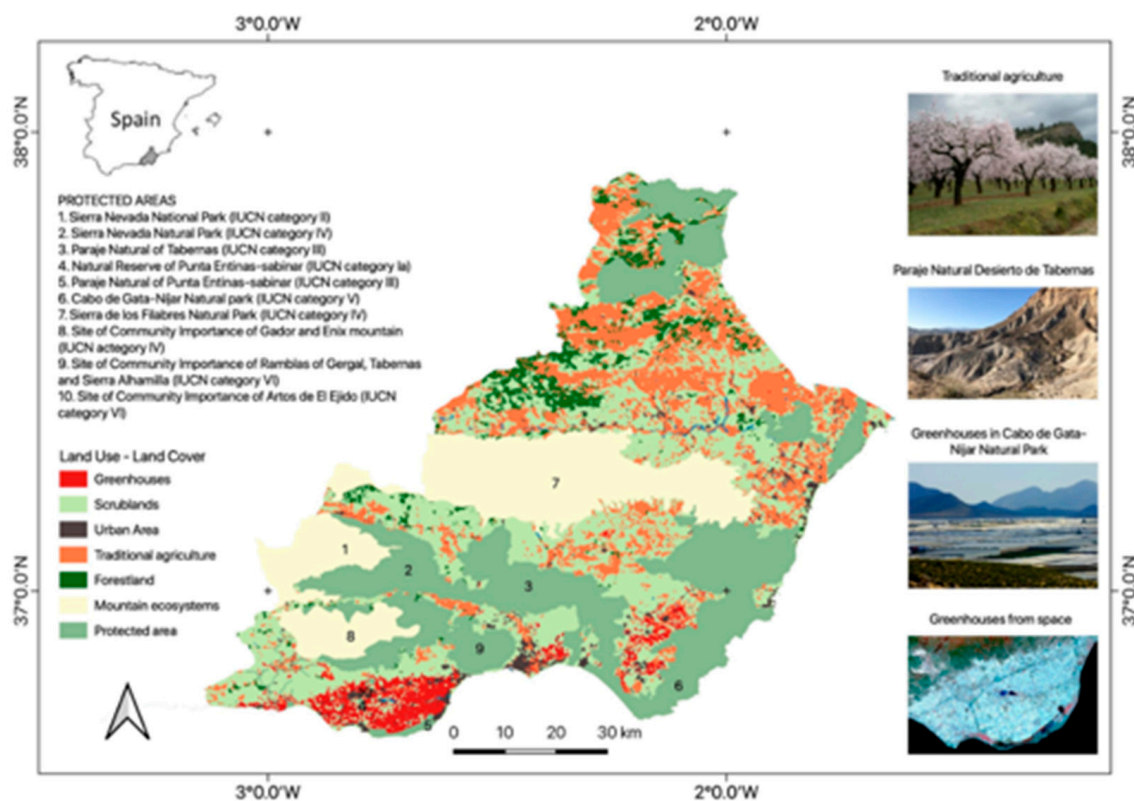 3°0.0'W
2°0.0'W
38°0.0'N
38°0.0'N
Spain
PROTECTED AREAS
1. Sierra Nevada National Park (IUCN category II)
2. Sierra Nevada Natural Park (IUCN category IV)
3. Paraje Natural of Tabernas (IUCN category III)
4. Natural Reserve of Punta Entinas-sabinar (IUCN category Ia)
5. Paraje Natural of Punta Entinas-sabinar (IUCN category III)
6. Cabo de Gata-Níjar Natural park (IUCN category V)
7. Sierra de los Filabres Natural Park (IUCN category IV)
8. Site of Community Importance of Gador and Enix mountain
(IUCN actegory IV)
9. Site of Community Importance of Ramblas of Gergal, Tabernas
and Sierra Alhamilla (IUCN category VI)
10. Site of Community Importance of Artos de El Ejido (IUCN
category VI)
Land Use - Land Cover
Greenhouses
Scrublands
Urban Area
Traditional agriculture
Forestland
Mountain ecosystems
Protected area
7
1
2
3
8
9
6
5
0 10 20 30 km
Traditional agriculture
Paraje Natural Desierto de Tabernas
Greenhouses in Cabo de Gata-
Níjar Natural Park
Greenhouses from space
37°0.0'N
37°0.0'N
3°0.0'W
2°0.0'W